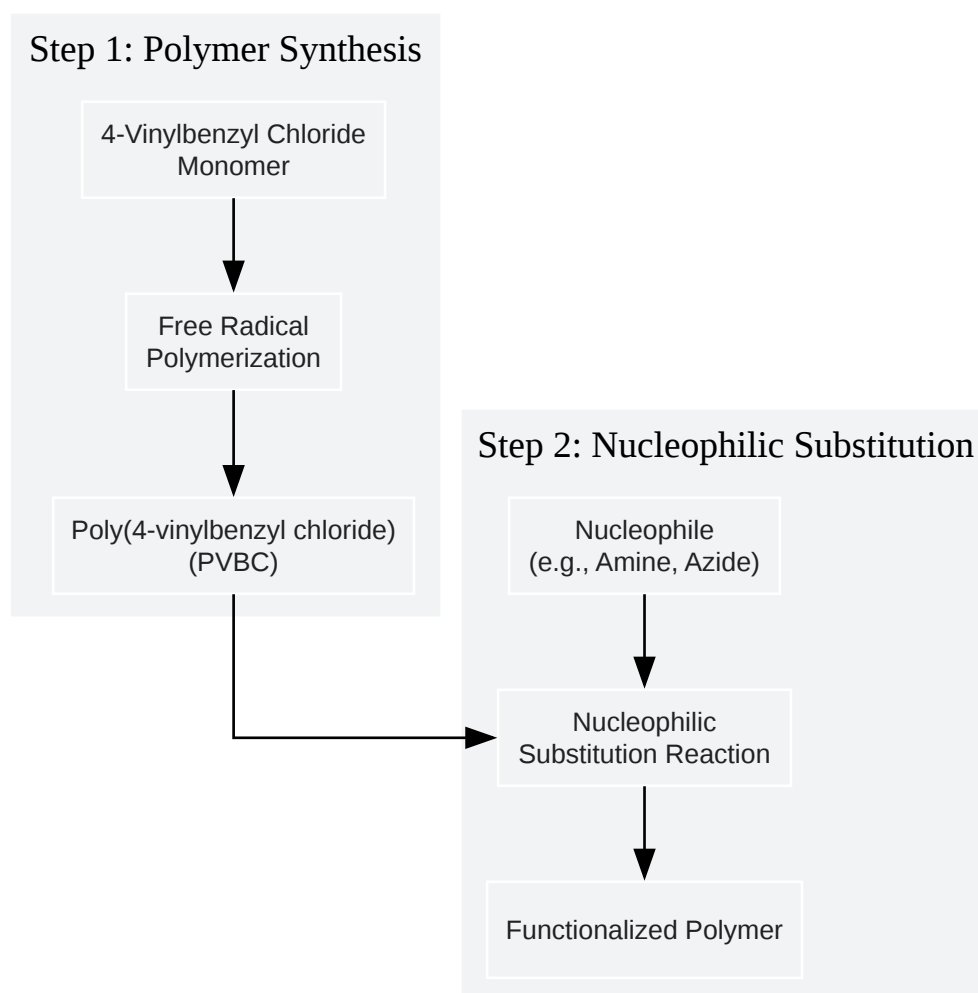 Step 1: Polymer Synthesis
4-Vinylbenzyl Chloride
Monomer
Free Radical
Polymerization
Poly(4-vinylbenzyl chloride)
(PVBC)
Step 2: Nucleophilic Substitution
Nucleophile
(e.g., Amine, Azide)
Nucleophilic
Substitution Reaction
Functionalized Polymer